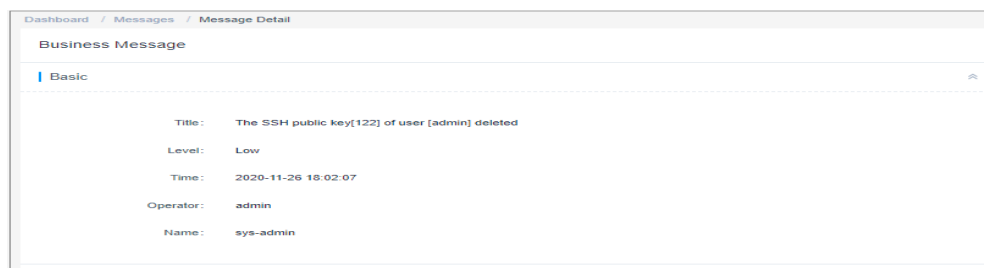 Dashboard / Messages / Message Detail
Business Message
Basic
Title: The SSH public key[122] of user [admin] deleted
Level: Low
Time: 2020-11-26 18:02:07
Operator: admin
Name: sys-admin